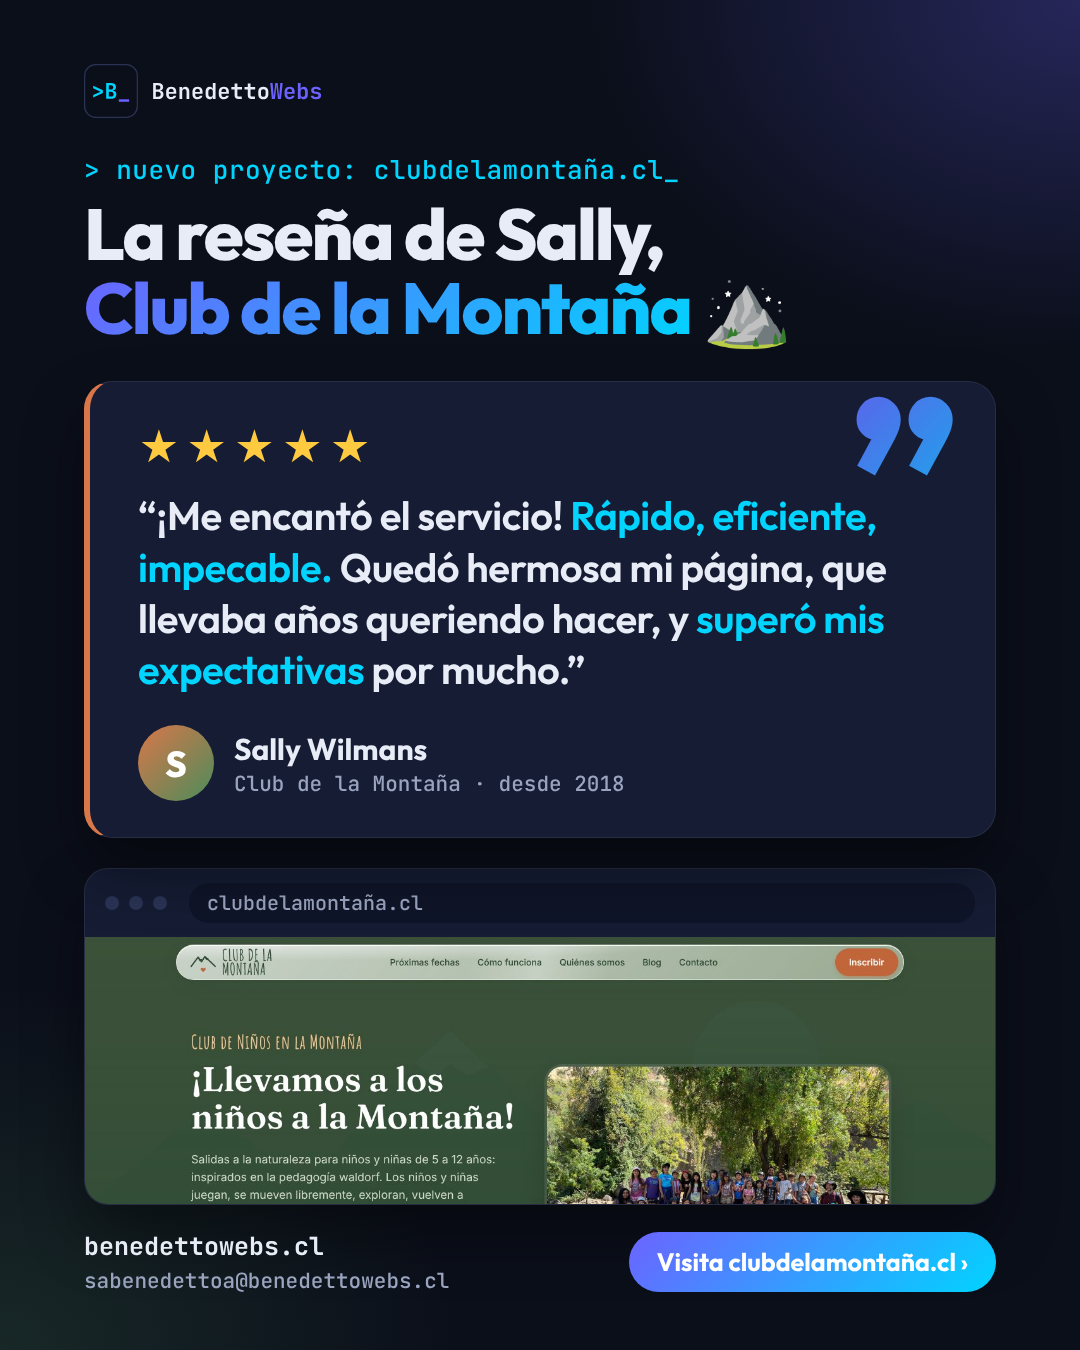 >B_ BenedettoWebs
> nuevo proyecto: clubdelamontaña.cl_
La reseña de Sally,
Club de la Montaña
“¡Me encantó el servicio! Rápido, eficiente,
impecable. Quedó hermosa mi página, que
llevaba años queriendo hacer, y superó mis
expectativas por mucho.”
S
Sally Wilmans
Club de la Montaña · desde 2018
clubdelamontaña.cl
CLUB DE LA
MONTAÑA
Próximas fechas Cómo funciona Quiénes somos Blog Contacto Inscribir
Club de Niños en la Montaña
¡Llevamos a los
niños a la Montaña!
Salidas a la naturaleza para niños y niñas de 5 a 12 años:
inspirados en la pedagogía waldorf. Los niños y niñas
juegan, se mueven libremente, exploran, vuelven a
benedettowebs.cl
sabenedettoa@benedettowebs.cl
Visita clubdelamontaña.cl ›